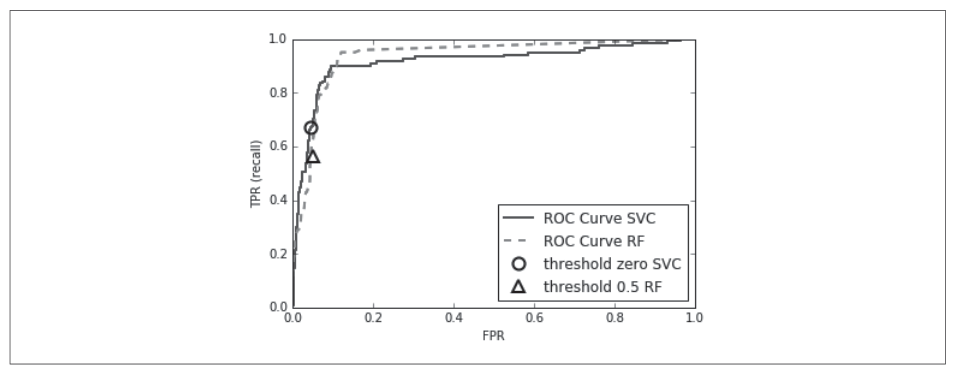 1.0
0.8
0.6
0.4
0.2
0.0
TPR (recall)
0.0 0.2 0.4 0.6 0.8 1.0
FPR
ROC Curve SVC
ROC Curve RF
threshold zero SVC
threshold 0.5 RF